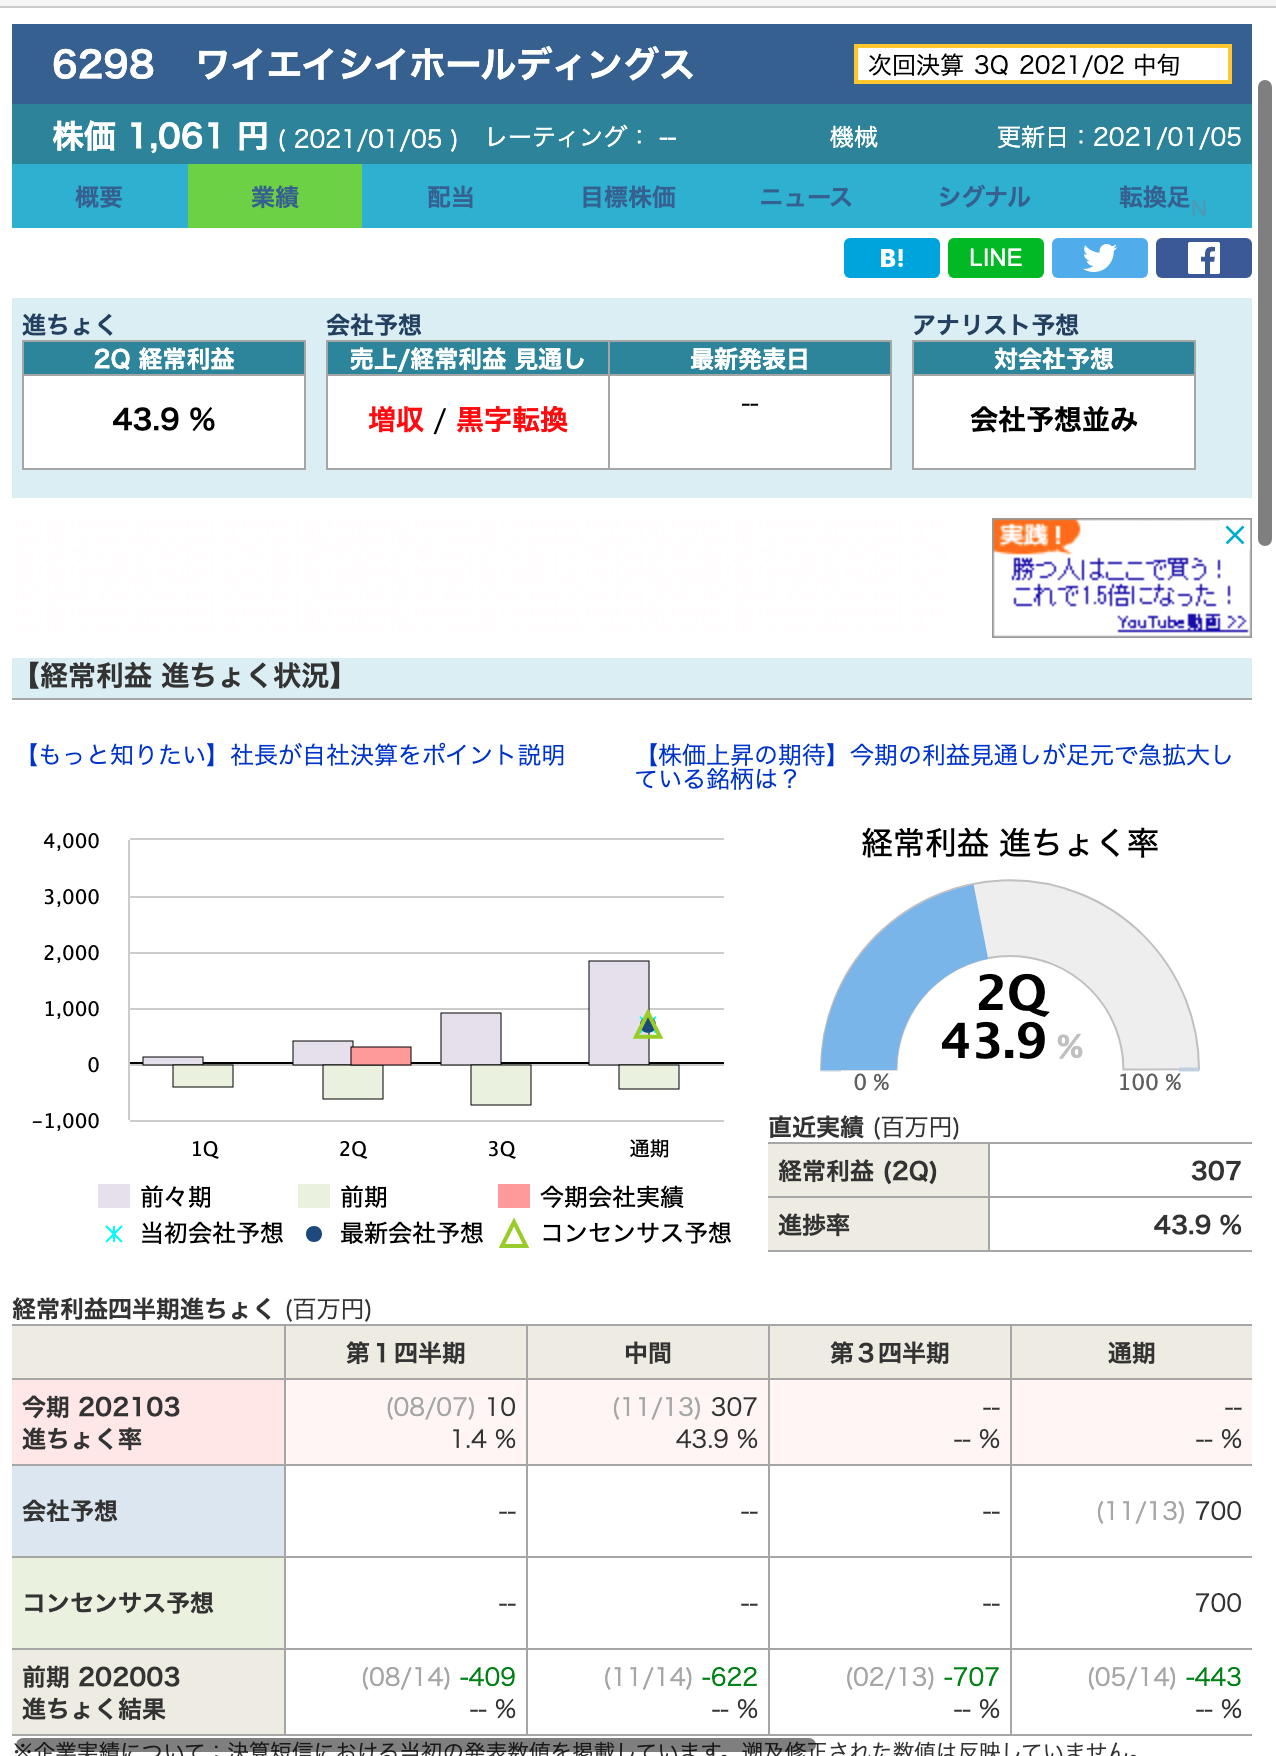 6298 ワイエイシイホールディングス
次回決算 3Q 2021/02 中旬
株価 1,061 円 ( 2021/01/05 ) レーティング： -- 機械 更新日：2021/01/05
概要 業績 配当 目標株価 ニュース シグナル 転換足 N
B! LINE
進ちょく 会社予想 アナリスト予想
2Q 経常利益 売上/経常利益 見通し 最新発表日 対会社予想
43.9 % 増収 / 黒字転換 -- 会社予想並み
実践！
勝つ人はここで買う！
これで1.5倍になった！
YouTube動画 >>
【経常利益 進ちょく状況】
【もっと知りたい】社長が自社決算をポイント説明
【株価上昇の期待】今期の利益見通しが足元で急拡大し
ている銘柄は？
4,000
3,000
2,000
1,000
0
-1,000
1Q 2Q 3Q 通期
前々期 前期 今期会社実績
当初会社予想 最新会社予想 コンセンサス予想
経常利益 進ちょく率
2Q
43.9 %
0 % 100 %
直近実績 (百万円)
経常利益 (2Q) 307
進捗率 43.9 %
経常利益四半期進ちょく (百万円)
第１四半期 中間 第３四半期 通期
今期 202103 (08/07) 10 (11/13) 307 -- --
進ちょく率 1.4 % 43.9 % -- % -- %
会社予想 -- -- -- (11/13) 700
コンセンサス予想 -- -- -- 700
前期 202003 (08/14) -409 (11/14) -622 (02/13) -707 (05/14) -443
進ちょく結果 -- % -- % -- % -- %
※企業実績について：決算短信における当初の発表数値を掲載しています。遡及修正された数値は反映していません。